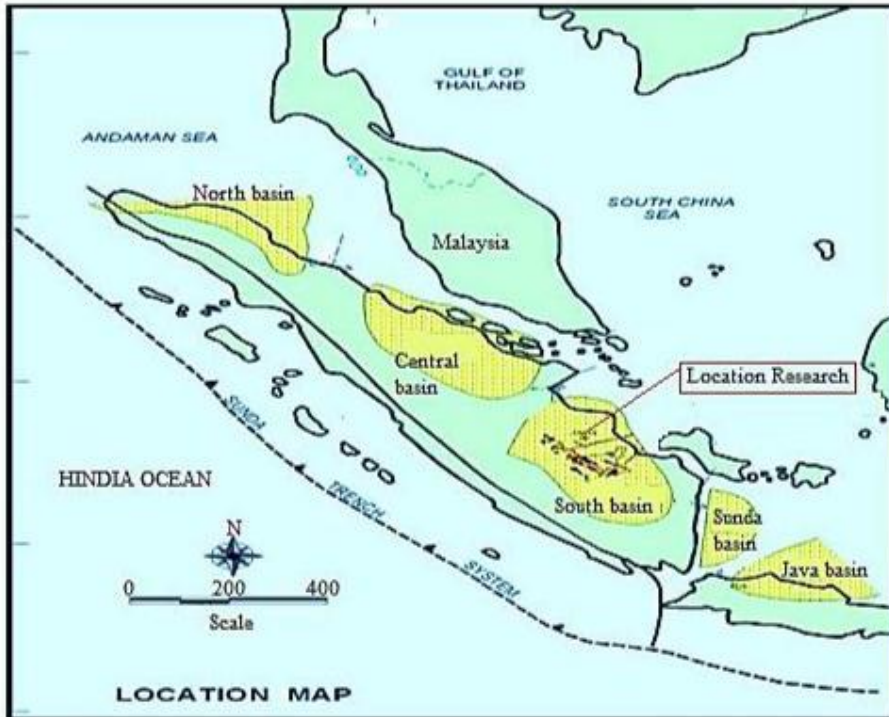 GULF OF
THAILAND
ANDAMAN SEA
North basin
SOUTH CHINA
SEA
Malaysia
Central
basin
Location Research
SUNDA
HINDIA OCEAN
TRENCH
South basin
Sunda
basin
N
Java basin
SYSTEM
0 200 400
Scale
LOCATION MAP